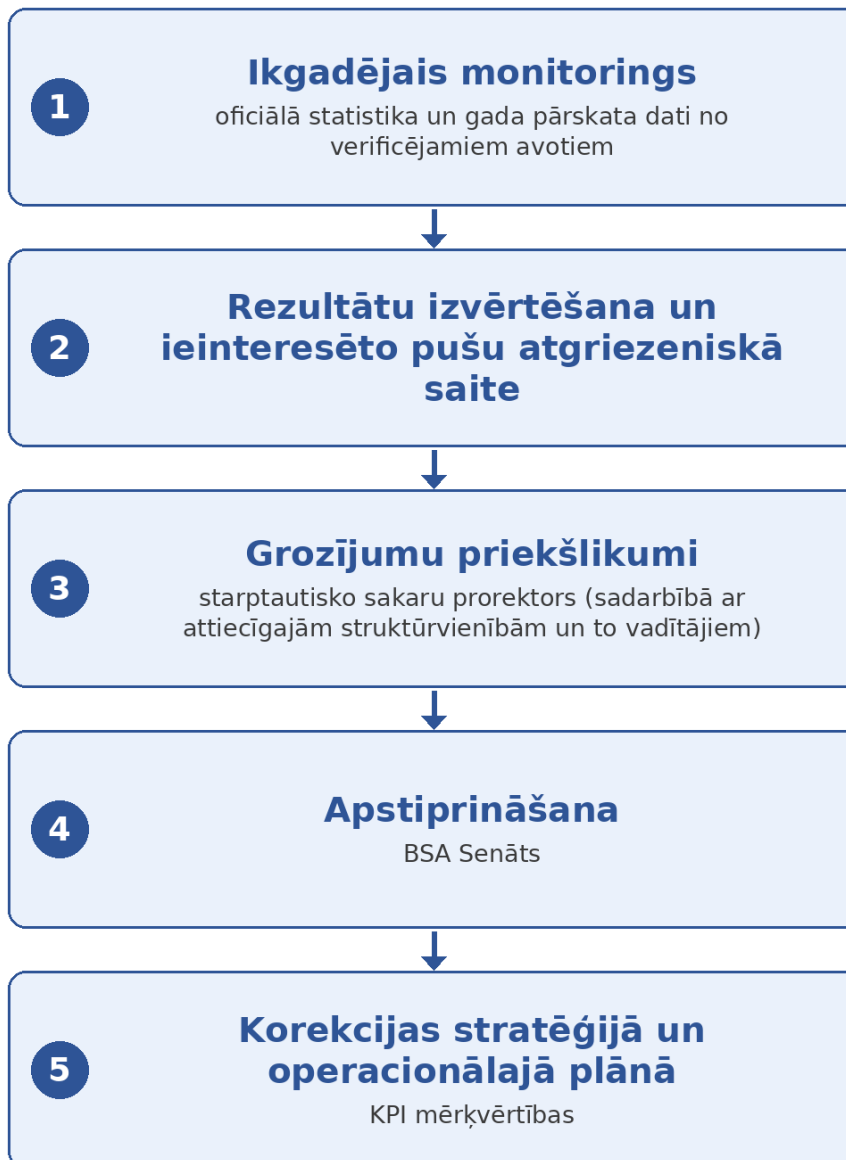 1
Ikgadējais monitorings
oficiālā statistika un gada pārskata dati no
verificējamiem avotiem
2
Rezultātu izvērtēšana un
ieinteresēto pušu atgriezeniskā
saite
3
Grozījumu priekšlikumi
starptautisko sakaru prorektors (sadarbībā ar
attiecīgajām struktūrvienībām un to vadītājiem)
4
Apstiprināšana
BSA Senāts
5
Korekcijas stratēģijā un
operacionālajā plānā
KPI mērķvērtības